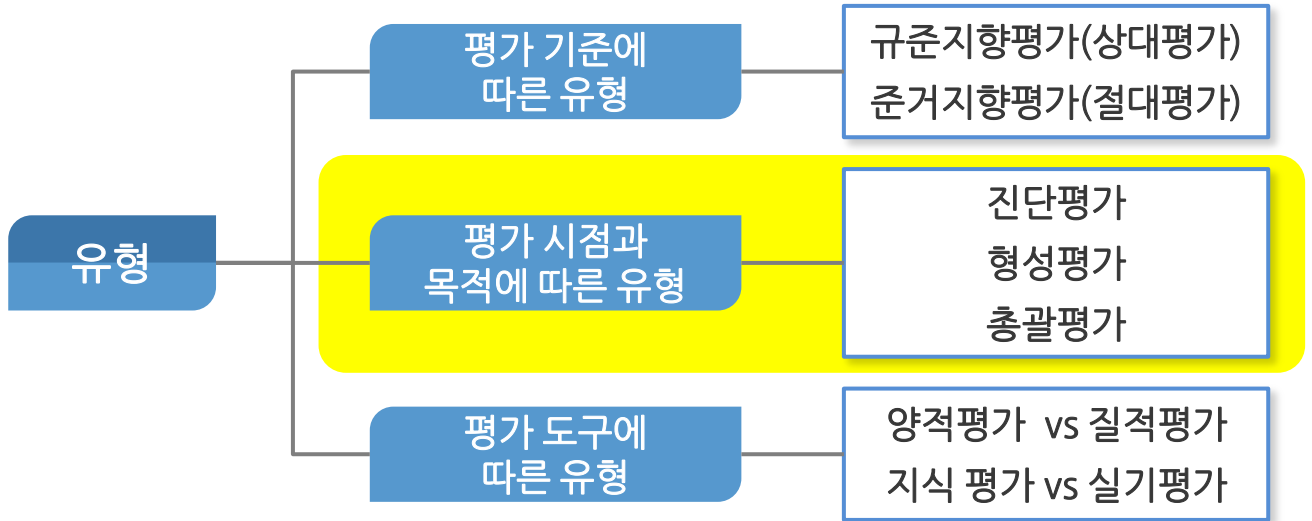 유형
평가 기준에
따른 유형
규준지향평가(상대평가)
준거지향평가(절대평가)
평가 시점과
목적에 따른 유형
진단평가
형성평가
총괄평가
평가 도구에
따른 유형
양적평가 vs 질적평가
지식 평가 vs 실기평가